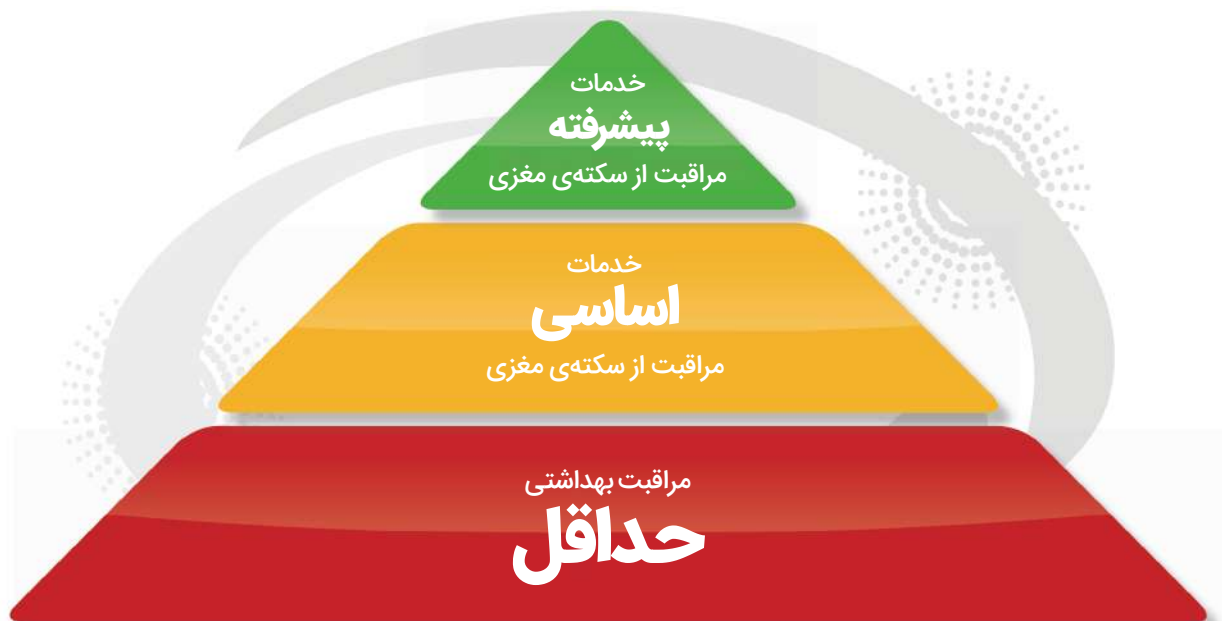 خدمات
پیشرفته
مراقبت از سکته‌ی مغزی
خدمات
اساسی
مراقبت از سکته‌ی مغزی
مراقبت بهداشتی
حداقل